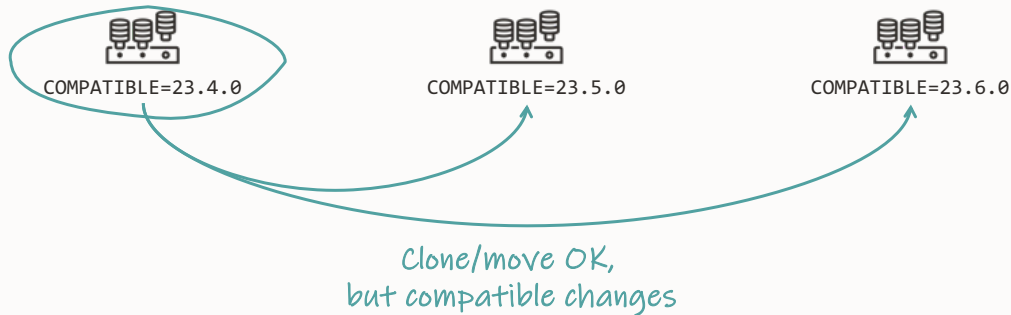 COMPATIBLE=23.4.0
COMPATIBLE=23.5.0
COMPATIBLE=23.6.0
Clone/move OK,
but compatible changes